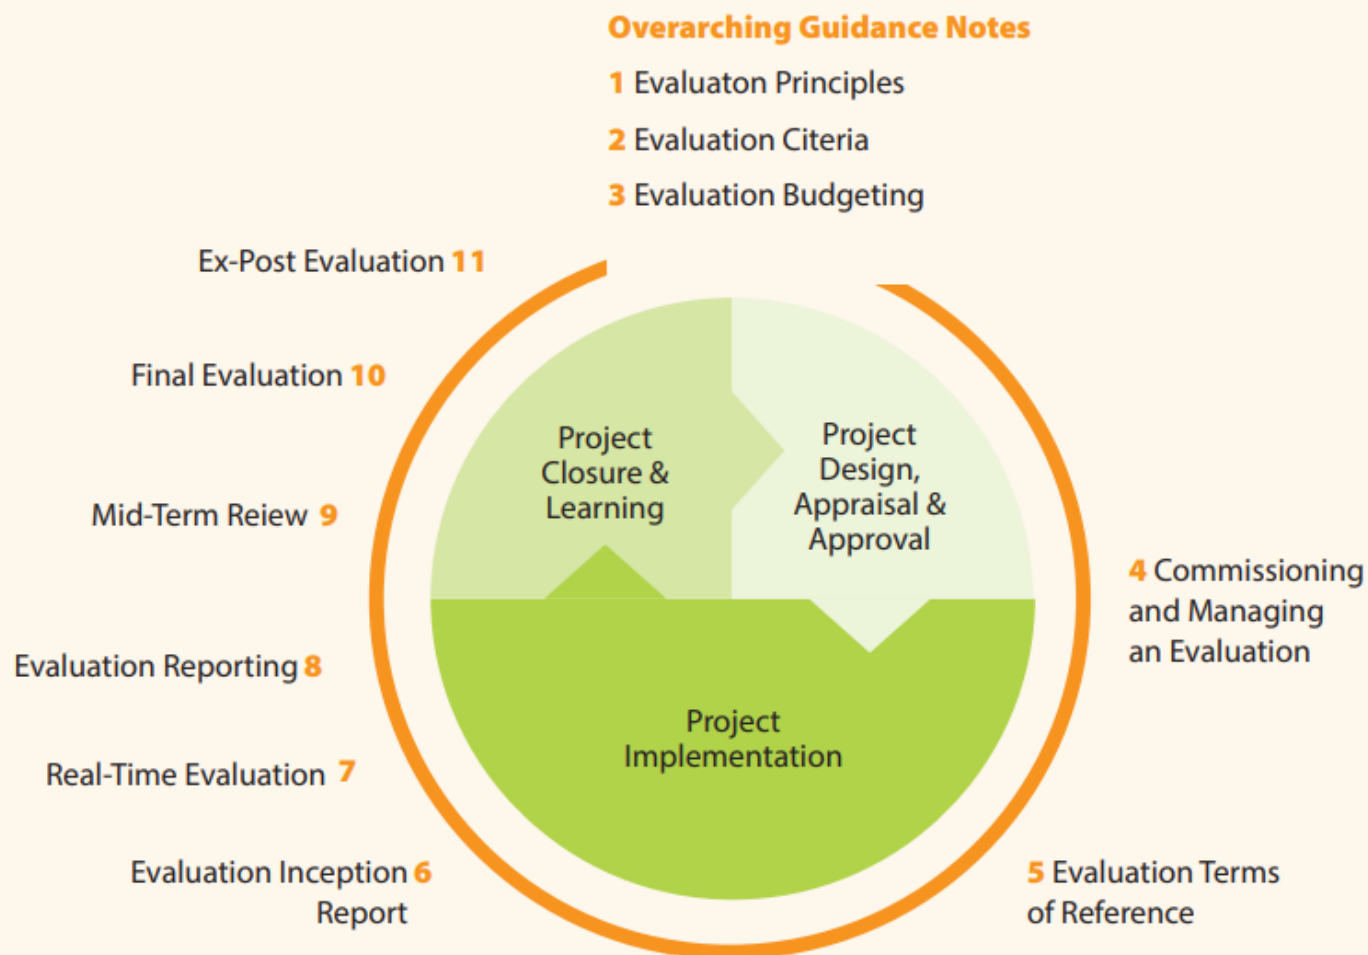 Overarching Guidance Notes
1 Evaluaton Principles
2 Evaluation Citeria
3 Evaluation Budgeting
4 Commissioning
and Managing
an Evaluation
5 Evaluation Terms
of Reference
Evaluation Inception 6
Report
Real-Time Evaluation 7
Evaluation Reporting 8
Mid-Term Reiew 9
Final Evaluation 10
Ex-Post Evaluation 11
Project
Design,
Appraisal &
Approval
Project
Implementation
Project
Closure &
Learning